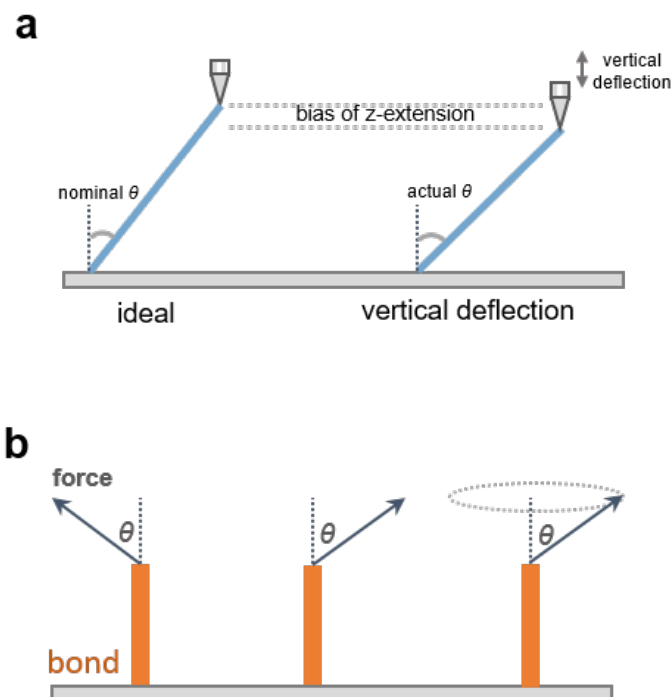 a
vertical
deflection
bias of z-extension
nominal θ
actual θ
ideal
vertical deflection
b
force
θ
θ
θ
bond